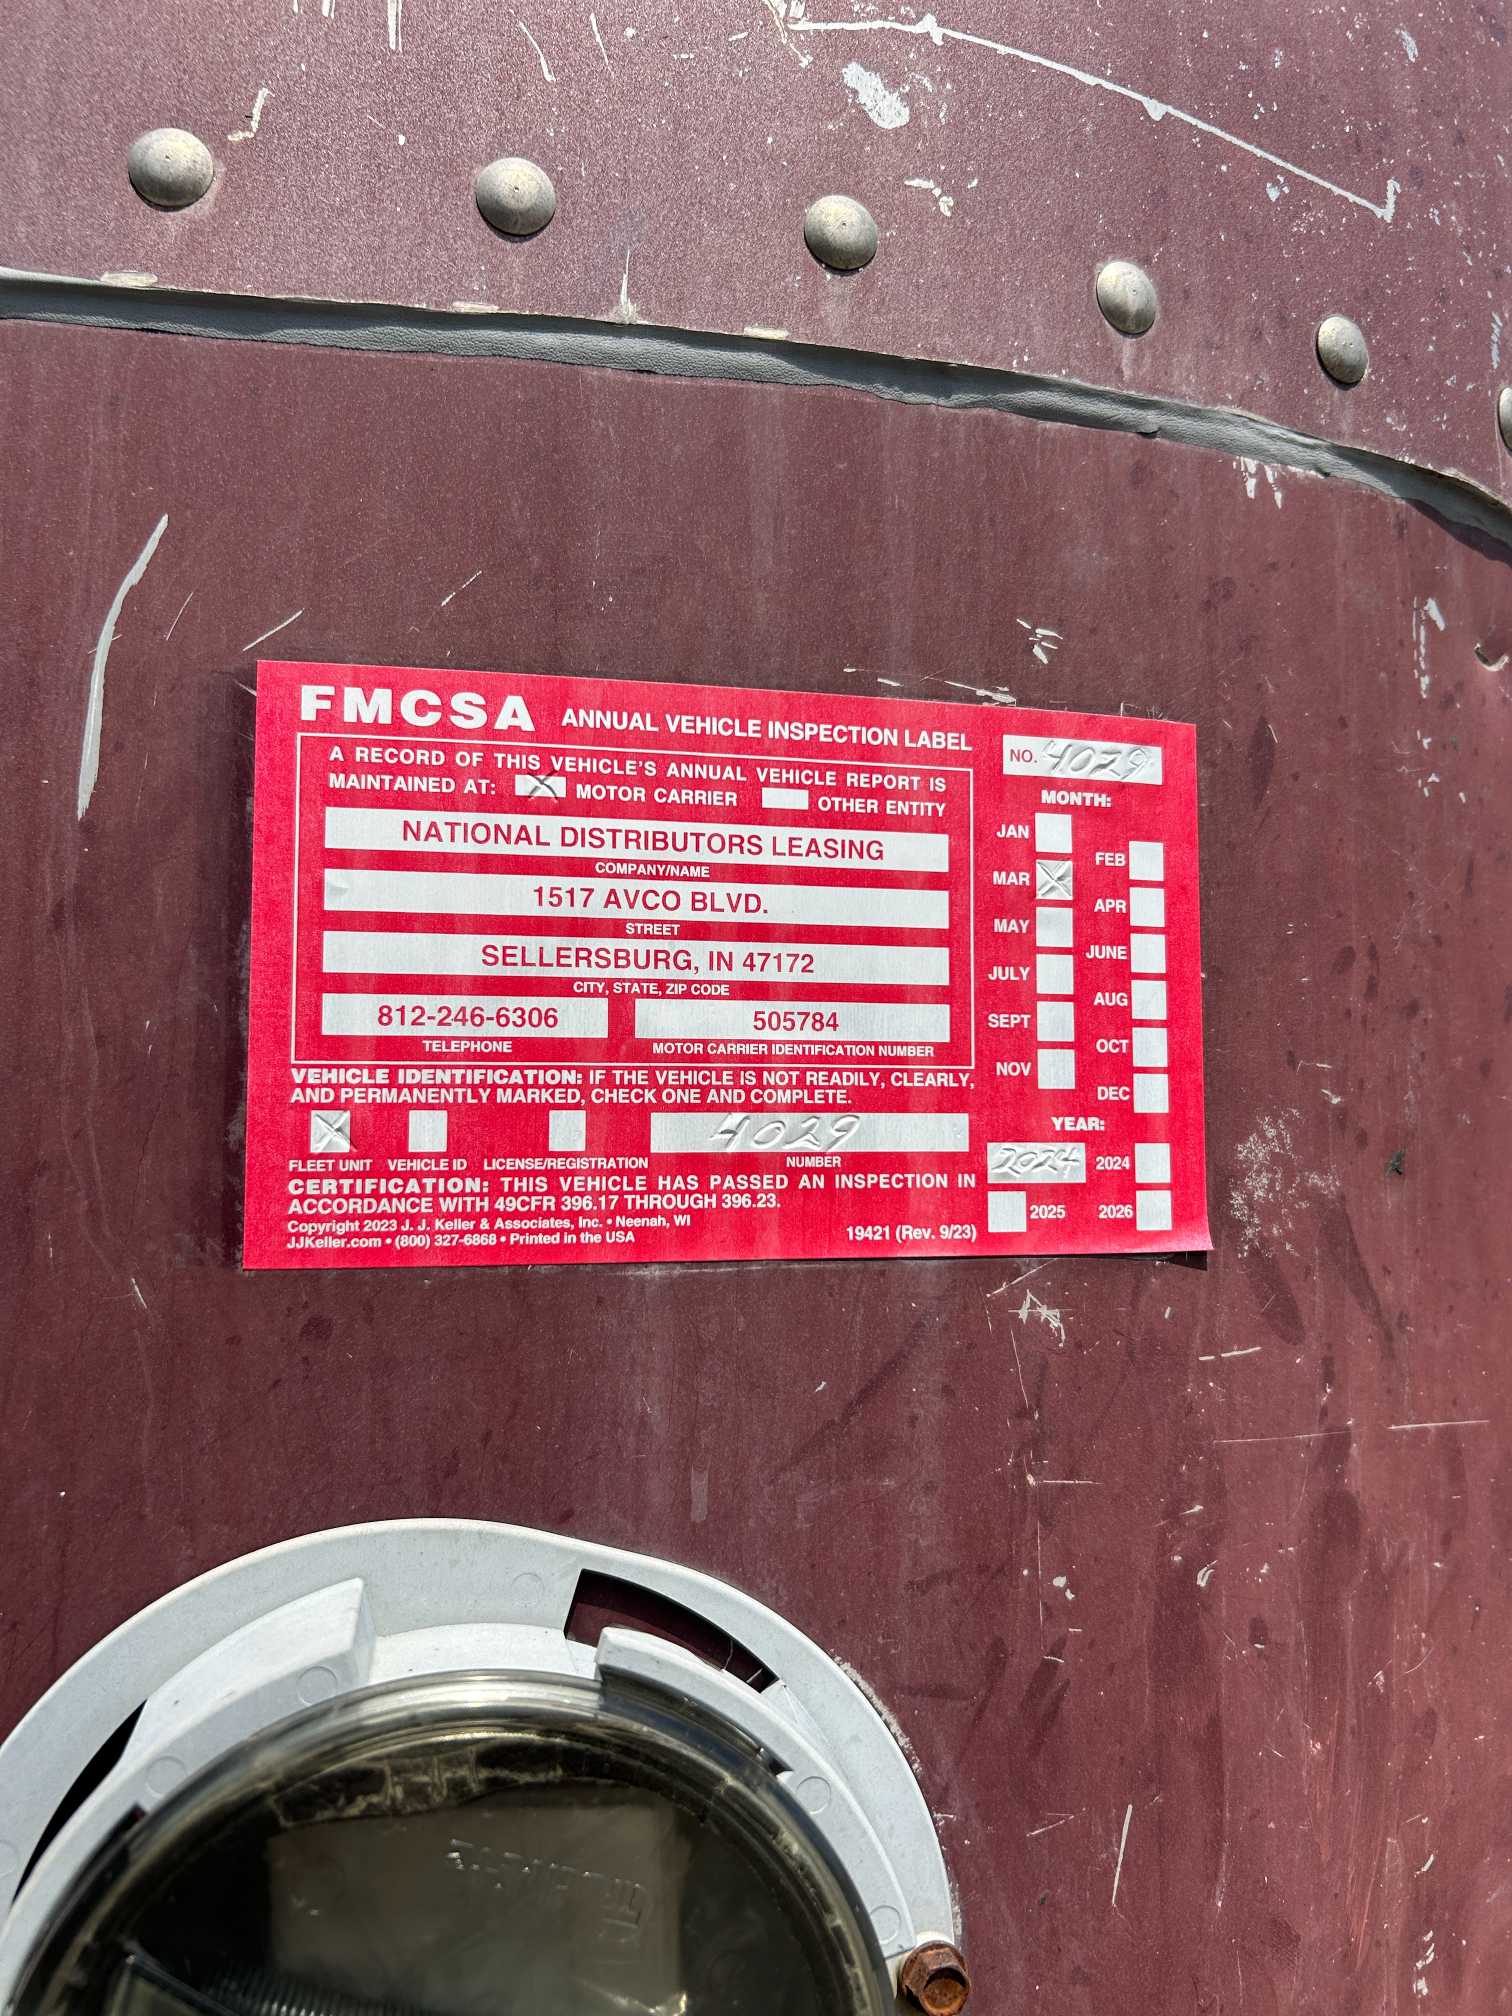 FMCSA ANNUAL VEHICLE INSPECTION LABEL
NO. 4029
A RECORD OF THIS VEHICLE'S ANNUAL VEHICLE REPORT IS
MAINTAINED AT: X MOTOR CARRIER OTHER ENTITY
NATIONAL DISTRIBUTORS LEASING
COMPANY/NAME
1517 AVCO BLVD.
STREET
SELLERSBURG, IN 47172
CITY, STATE, ZIP CODE
812-246-6306 505784
TELEPHONE MOTOR CARRIER IDENTIFICATION NUMBER
VEHICLE IDENTIFICATION: IF THE VEHICLE IS NOT READILY, CLEARLY,
AND PERMANENTLY MARKED, CHECK ONE AND COMPLETE.
X 4029
FLEET UNIT VEHICLE ID LICENSE/REGISTRATION NUMBER
CERTIFICATION: THIS VEHICLE HAS PASSED AN INSPECTION IN
ACCORDANCE WITH 49CFR 396.17 THROUGH 396.23.
Copyright 2023 J. J. Keller & Associates, Inc. • Neenah, WI
JJKeller.com • (800) 327-6868 • Printed in the USA 19421 (Rev. 9/23)
MONTH:
JAN
FEB
MAR X
APR
MAY
JUNE
JULY
AUG
SEPT
OCT
NOV
DEC
YEAR:
2024 2024
2025 2026